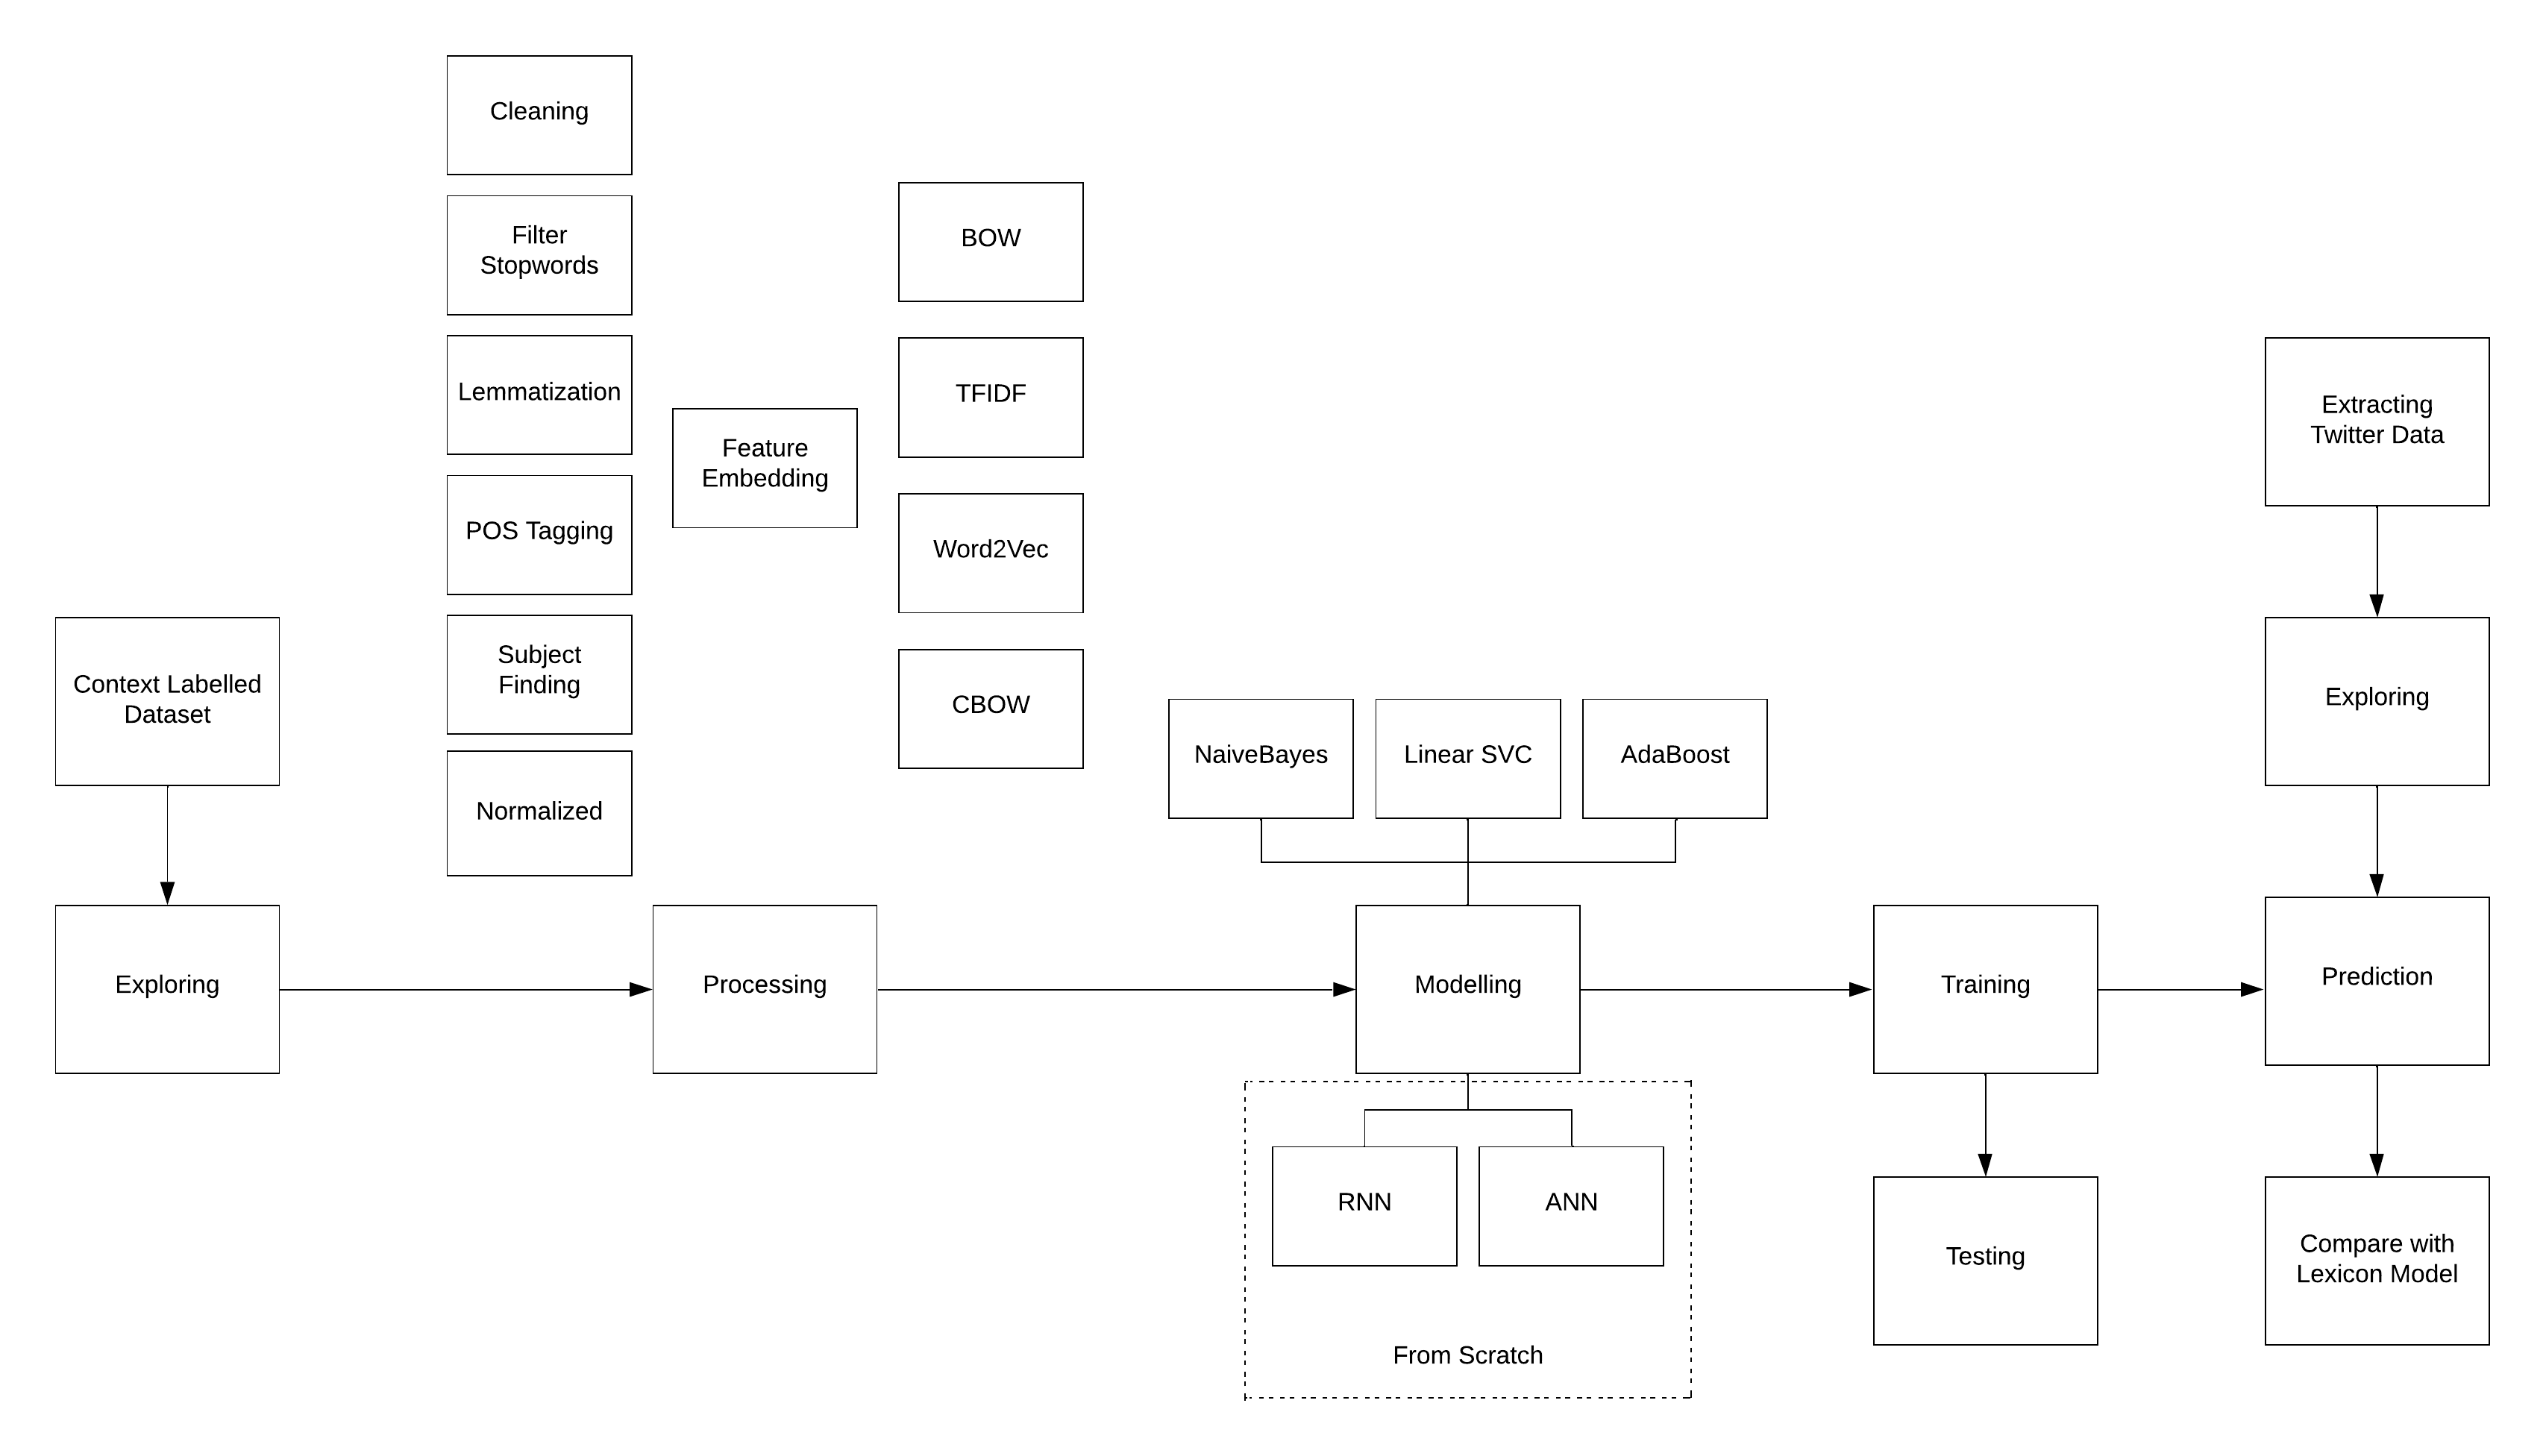 Cleaning
Filter
Stopwords
Lemmatization
POS Tagging
Subject
Finding
Normalized
Feature
Embedding
BOW
TFIDF
Word2Vec
CBOW
Context Labelled
Dataset
Exploring
Processing
NaiveBayes
Linear SVC
AdaBoost
Modelling
RNN
ANN
From Scratch
Training
Testing
Extracting
Twitter Data
Exploring
Prediction
Compare with
Lexicon Model